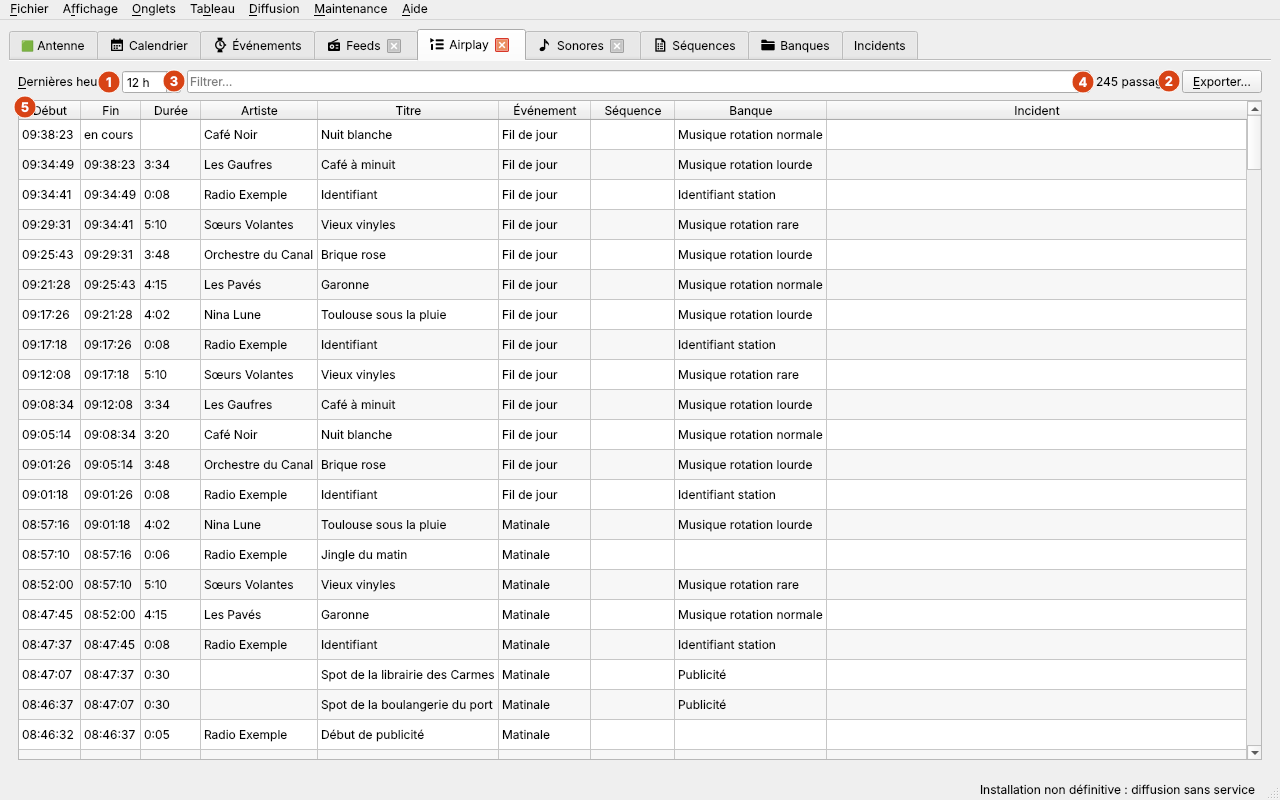 Fichier Affichage Onglets Tableau Diffusion Maintenance Aide
Antenne Calendrier Événements Feeds Airplay Sonores Séquences Banques Incidents
Dernières 1 12 h 3 Filtrer... 4 245 2 Exporter...
5 Fin Durée Artiste Titre Événement Séquence Banque Incident
09:38:23 en cours Café Noir Nuit blanche Fil de jour Musique rotation normale
09:34:49 09:38:23 3:34 Les Gaufres Café à minuit Fil de jour Musique rotation lourde
09:34:41 09:34:49 0:08 Radio Exemple Identifiant Fil de jour Identifiant station
09:29:31 09:34:41 5:10 Sœurs Volantes Vieux vinyles Fil de jour Musique rotation rare
09:25:43 09:29:31 3:48 Orchestre du Canal Brique rose Fil de jour Musique rotation lourde
09:21:28 09:25:43 4:15 Les Pavés Garonne Fil de jour Musique rotation normale
09:17:26 09:21:28 4:02 Nina Lune Toulouse sous la pluie Fil de jour Musique rotation lourde
09:17:18 09:17:26 0:08 Radio Exemple Identifiant Fil de jour Identifiant station
09:12:08 09:17:18 5:10 Sœurs Volantes Vieux vinyles Fil de jour Musique rotation rare
09:08:34 09:12:08 3:34 Les Gaufres Café à minuit Fil de jour Musique rotation lourde
09:05:14 09:08:34 3:20 Café Noir Nuit blanche Fil de jour Musique rotation normale
09:01:26 09:05:14 3:48 Orchestre du Canal Brique rose Fil de jour Musique rotation lourde
09:01:18 09:01:26 0:08 Radio Exemple Identifiant Fil de jour Identifiant station
08:57:16 09:01:18 4:02 Nina Lune Toulouse sous la pluie Matinale Musique rotation lourde
08:57:10 08:57:16 0:06 Radio Exemple Jingle du matin Matinale
08:52:00 08:57:10 5:10 Sœurs Volantes Vieux vinyles Matinale Musique rotation rare
08:47:45 08:52:00 4:15 Les Pavés Garonne Matinale Musique rotation normale
08:47:37 08:47:45 0:08 Radio Exemple Identifiant Matinale Identifiant station
08:47:07 08:47:37 0:30 Spot de la librairie des Carmes Matinale Publicité
08:46:37 08:47:07 0:30 Spot de la boulangerie du port Matinale Publicité
08:46:32 08:46:37 0:05 Radio Exemple Début de publicité Matinale
Installation non définitive : diffusion sans service